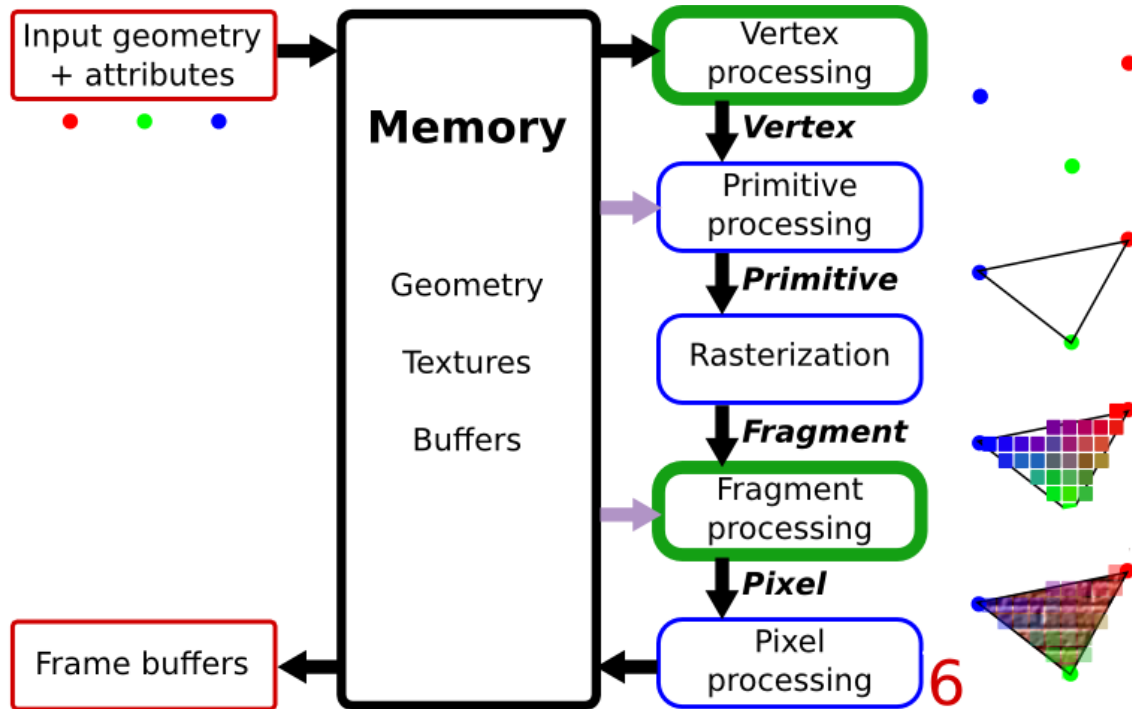 Input geometry
+ attributes
Memory
Geometry
Textures
Buffers
Vertex
processing
Vertex
Primitive
processing
Primitive
Rasterization
Fragment
Fragment
processing
Pixel
Pixel
processing
6
Frame buffers